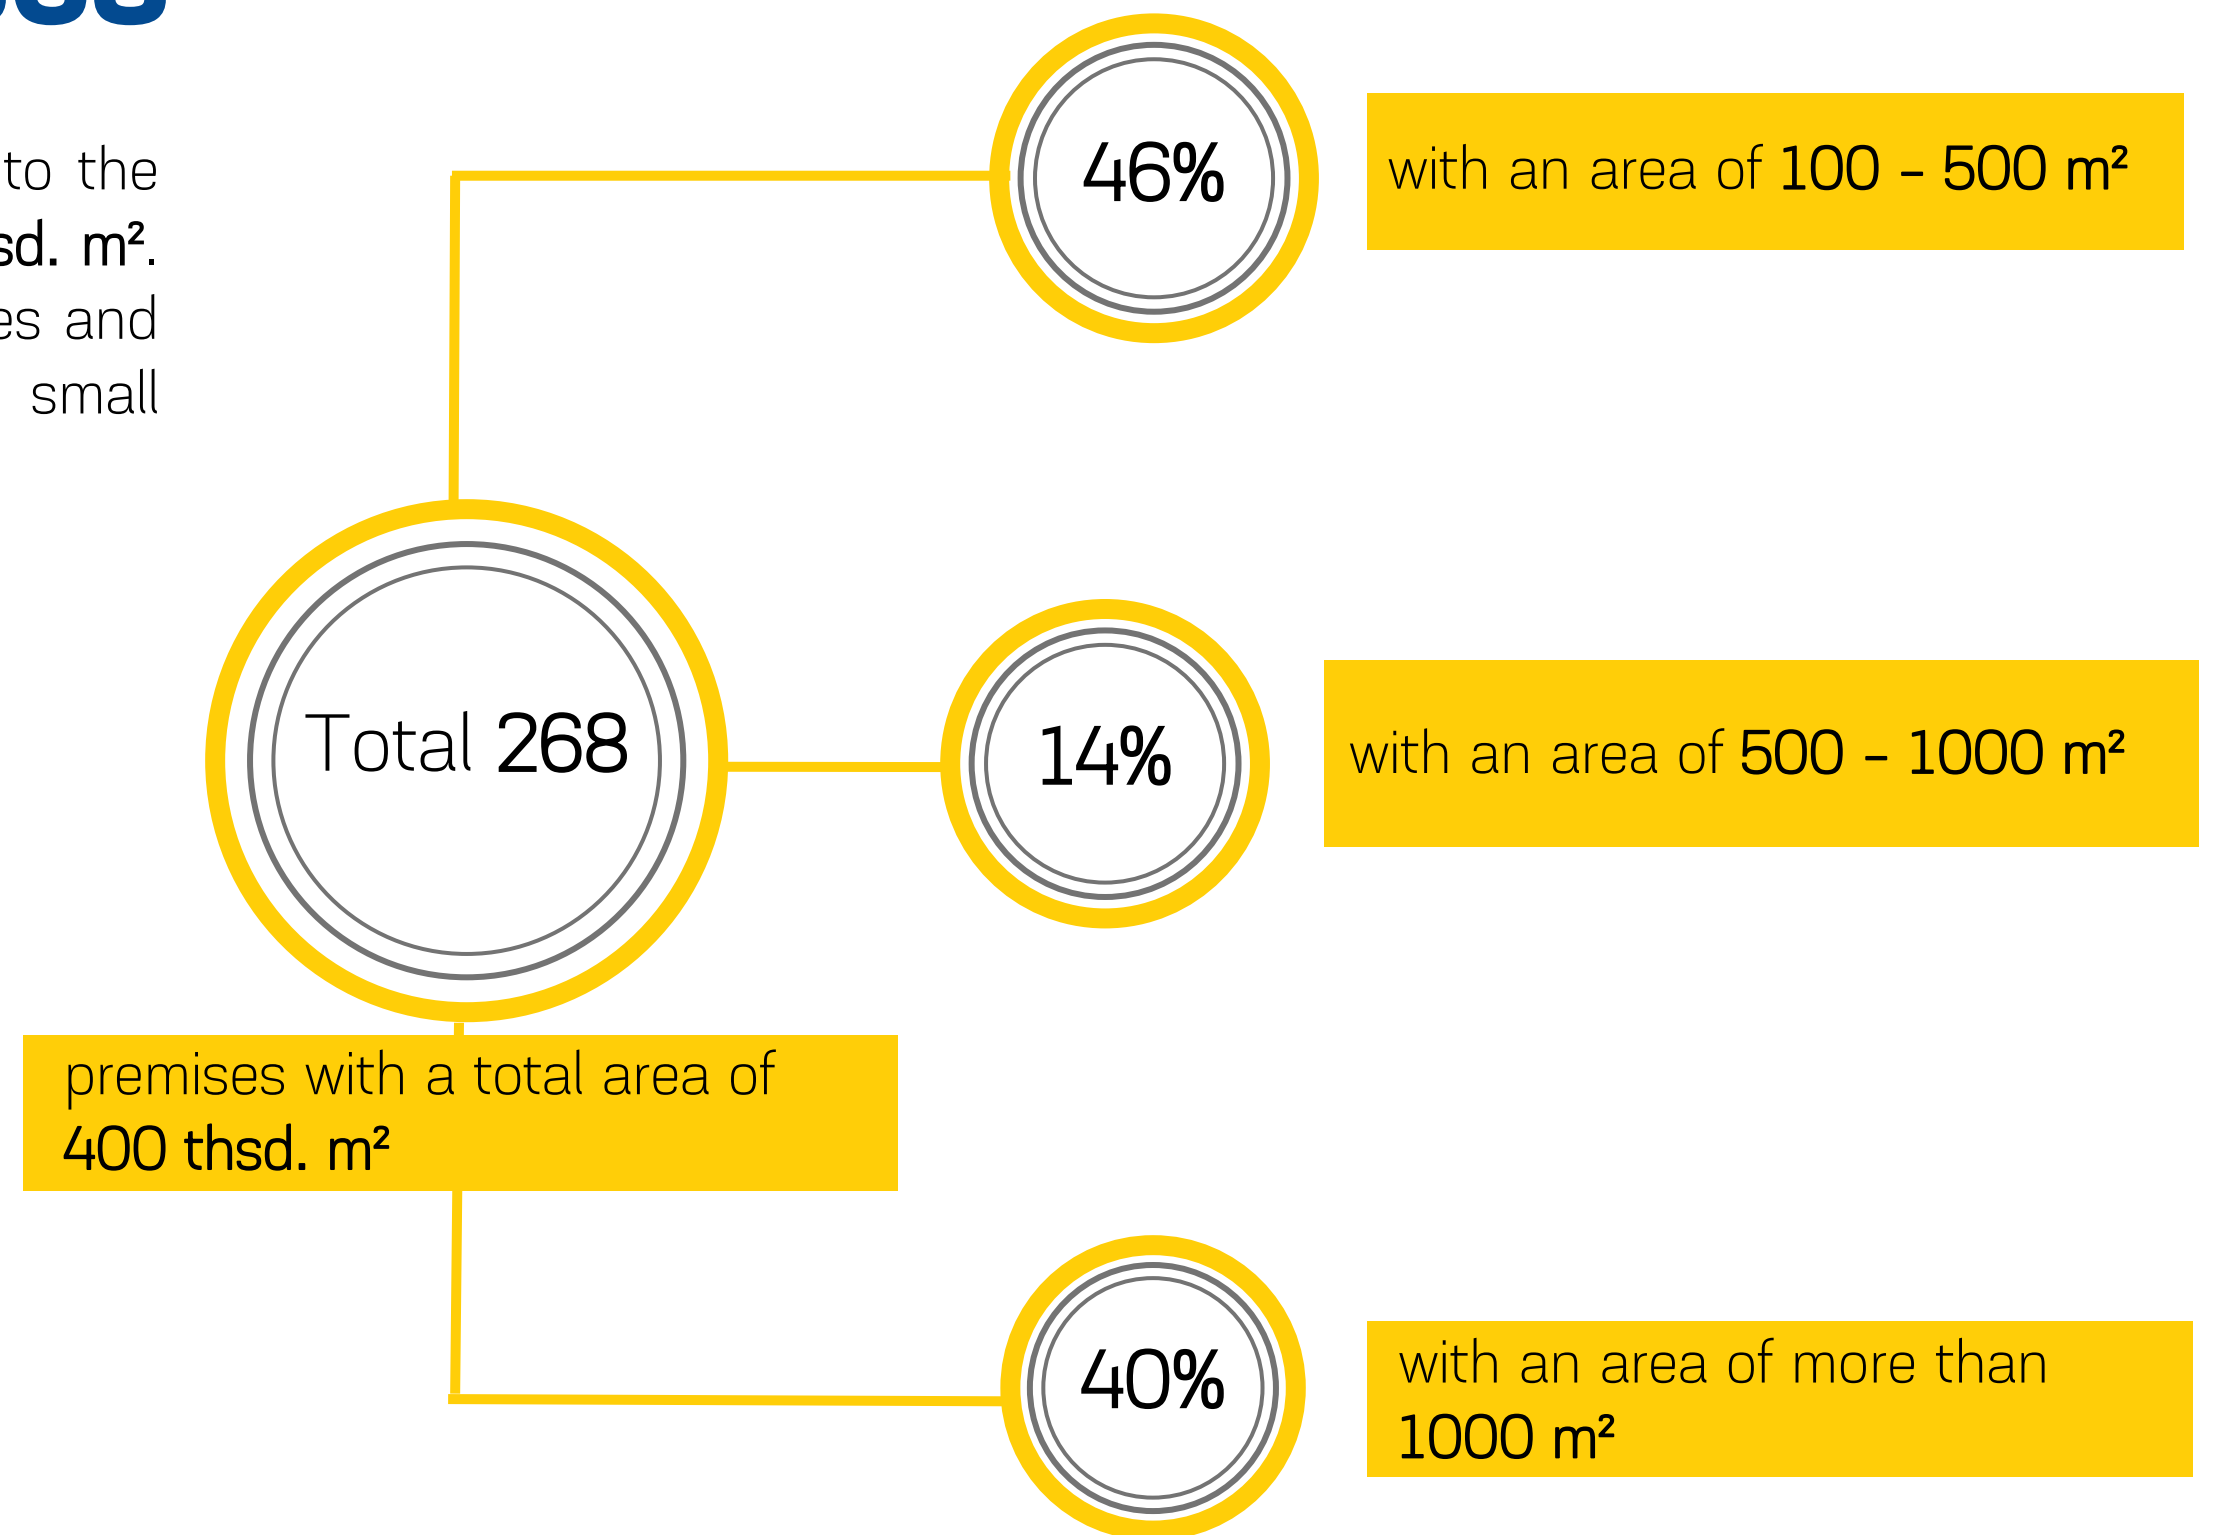 to the
m².
and
small
46%
with an area of 100 - 500 m²
Total 268
14%
with an area of 500 - 1000 m²
premises with a total area of
400 thsd. m²
40%
with an area of more than
1000 m²